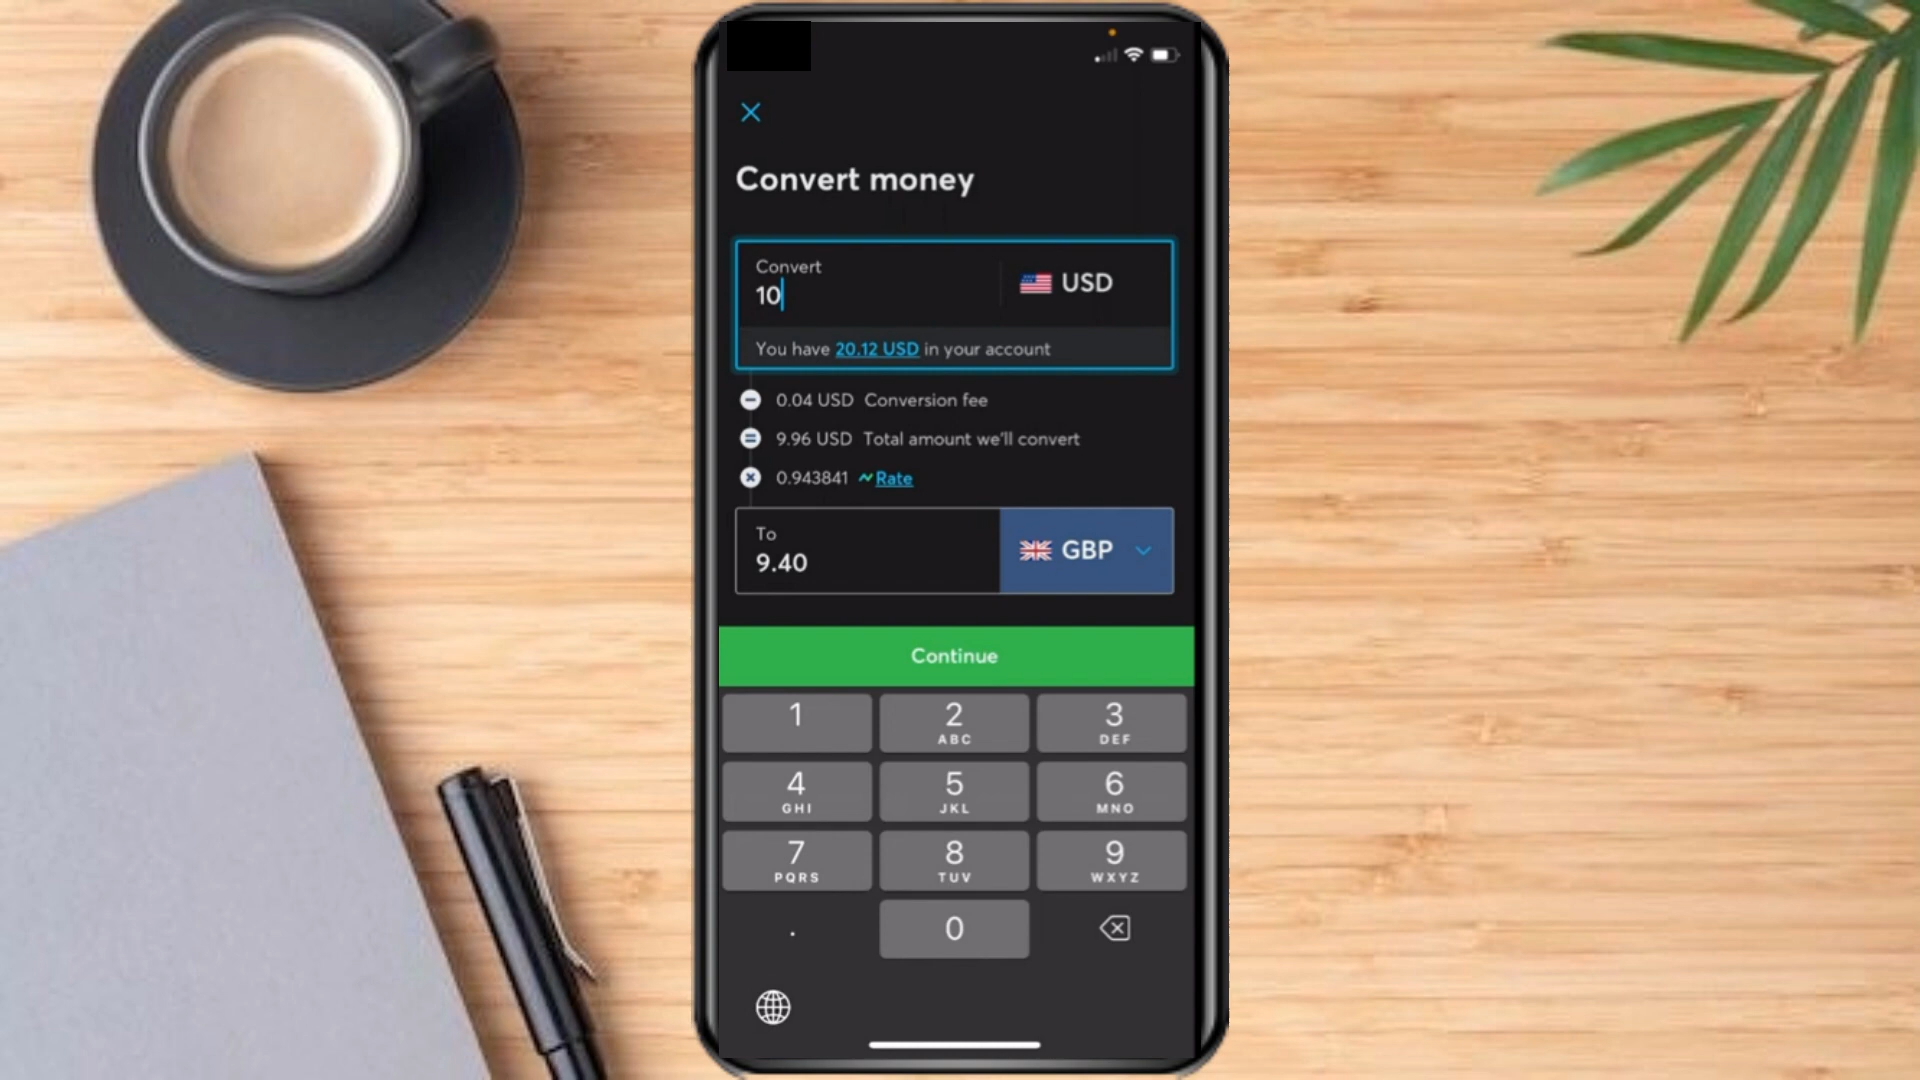 Convert money
Convert
10
USD
You have 20.12 USD in your account
0.04 USD Conversion fee
9.96 USD Total amount we'll convert
0.943841 Rate
To
9.40
GBP
Continue
1
2
ABC
3
DEF
4
GHI
5
JKL
6
MNO
7
PQRS
8
TUV
9
WXYZ
.
0